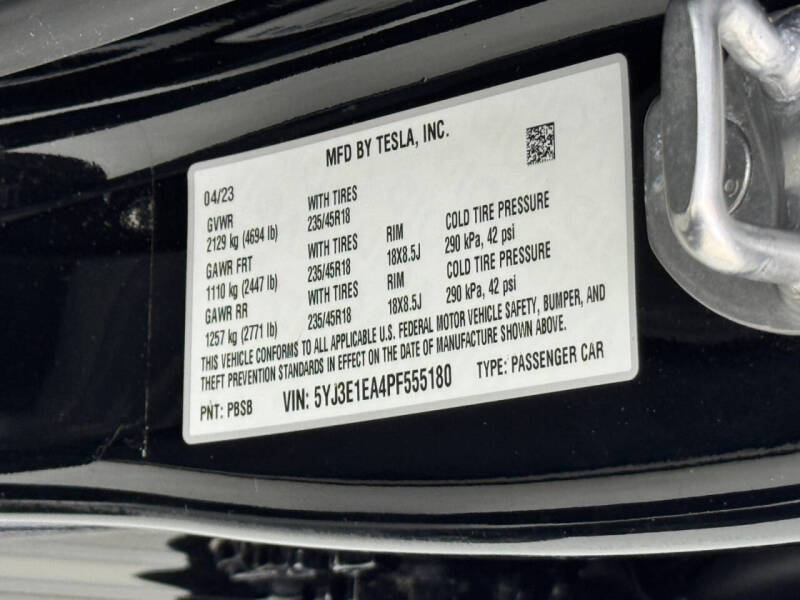 MFD BY TESLA, INC.
04/23
GVWR WITH TIRES
2129 kg (4694 lb) 235/45R18 RIM COLD TIRE PRESSURE
GAWR FRT WITH TIRES 18X8.5J 290 kPa, 42 psi
1110 kg (2447 lb) 235/45R18 RIM COLD TIRE PRESSURE
GAWR RR WITH TIRES 18X8.5J 290 kPa, 42 psi
1257 kg (2771 lb) 235/45R18
THIS VEHICLE CONFORMS TO ALL APPLICABLE U.S. FEDERAL MOTOR VEHICLE SAFETY, BUMPER, AND
THEFT PREVENTION STANDARDS IN EFFECT ON THE DATE OF MANUFACTURE SHOWN ABOVE.
PNT: PBSB VIN: 5YJ3E1EA4PF555180 TYPE: PASSENGER CAR